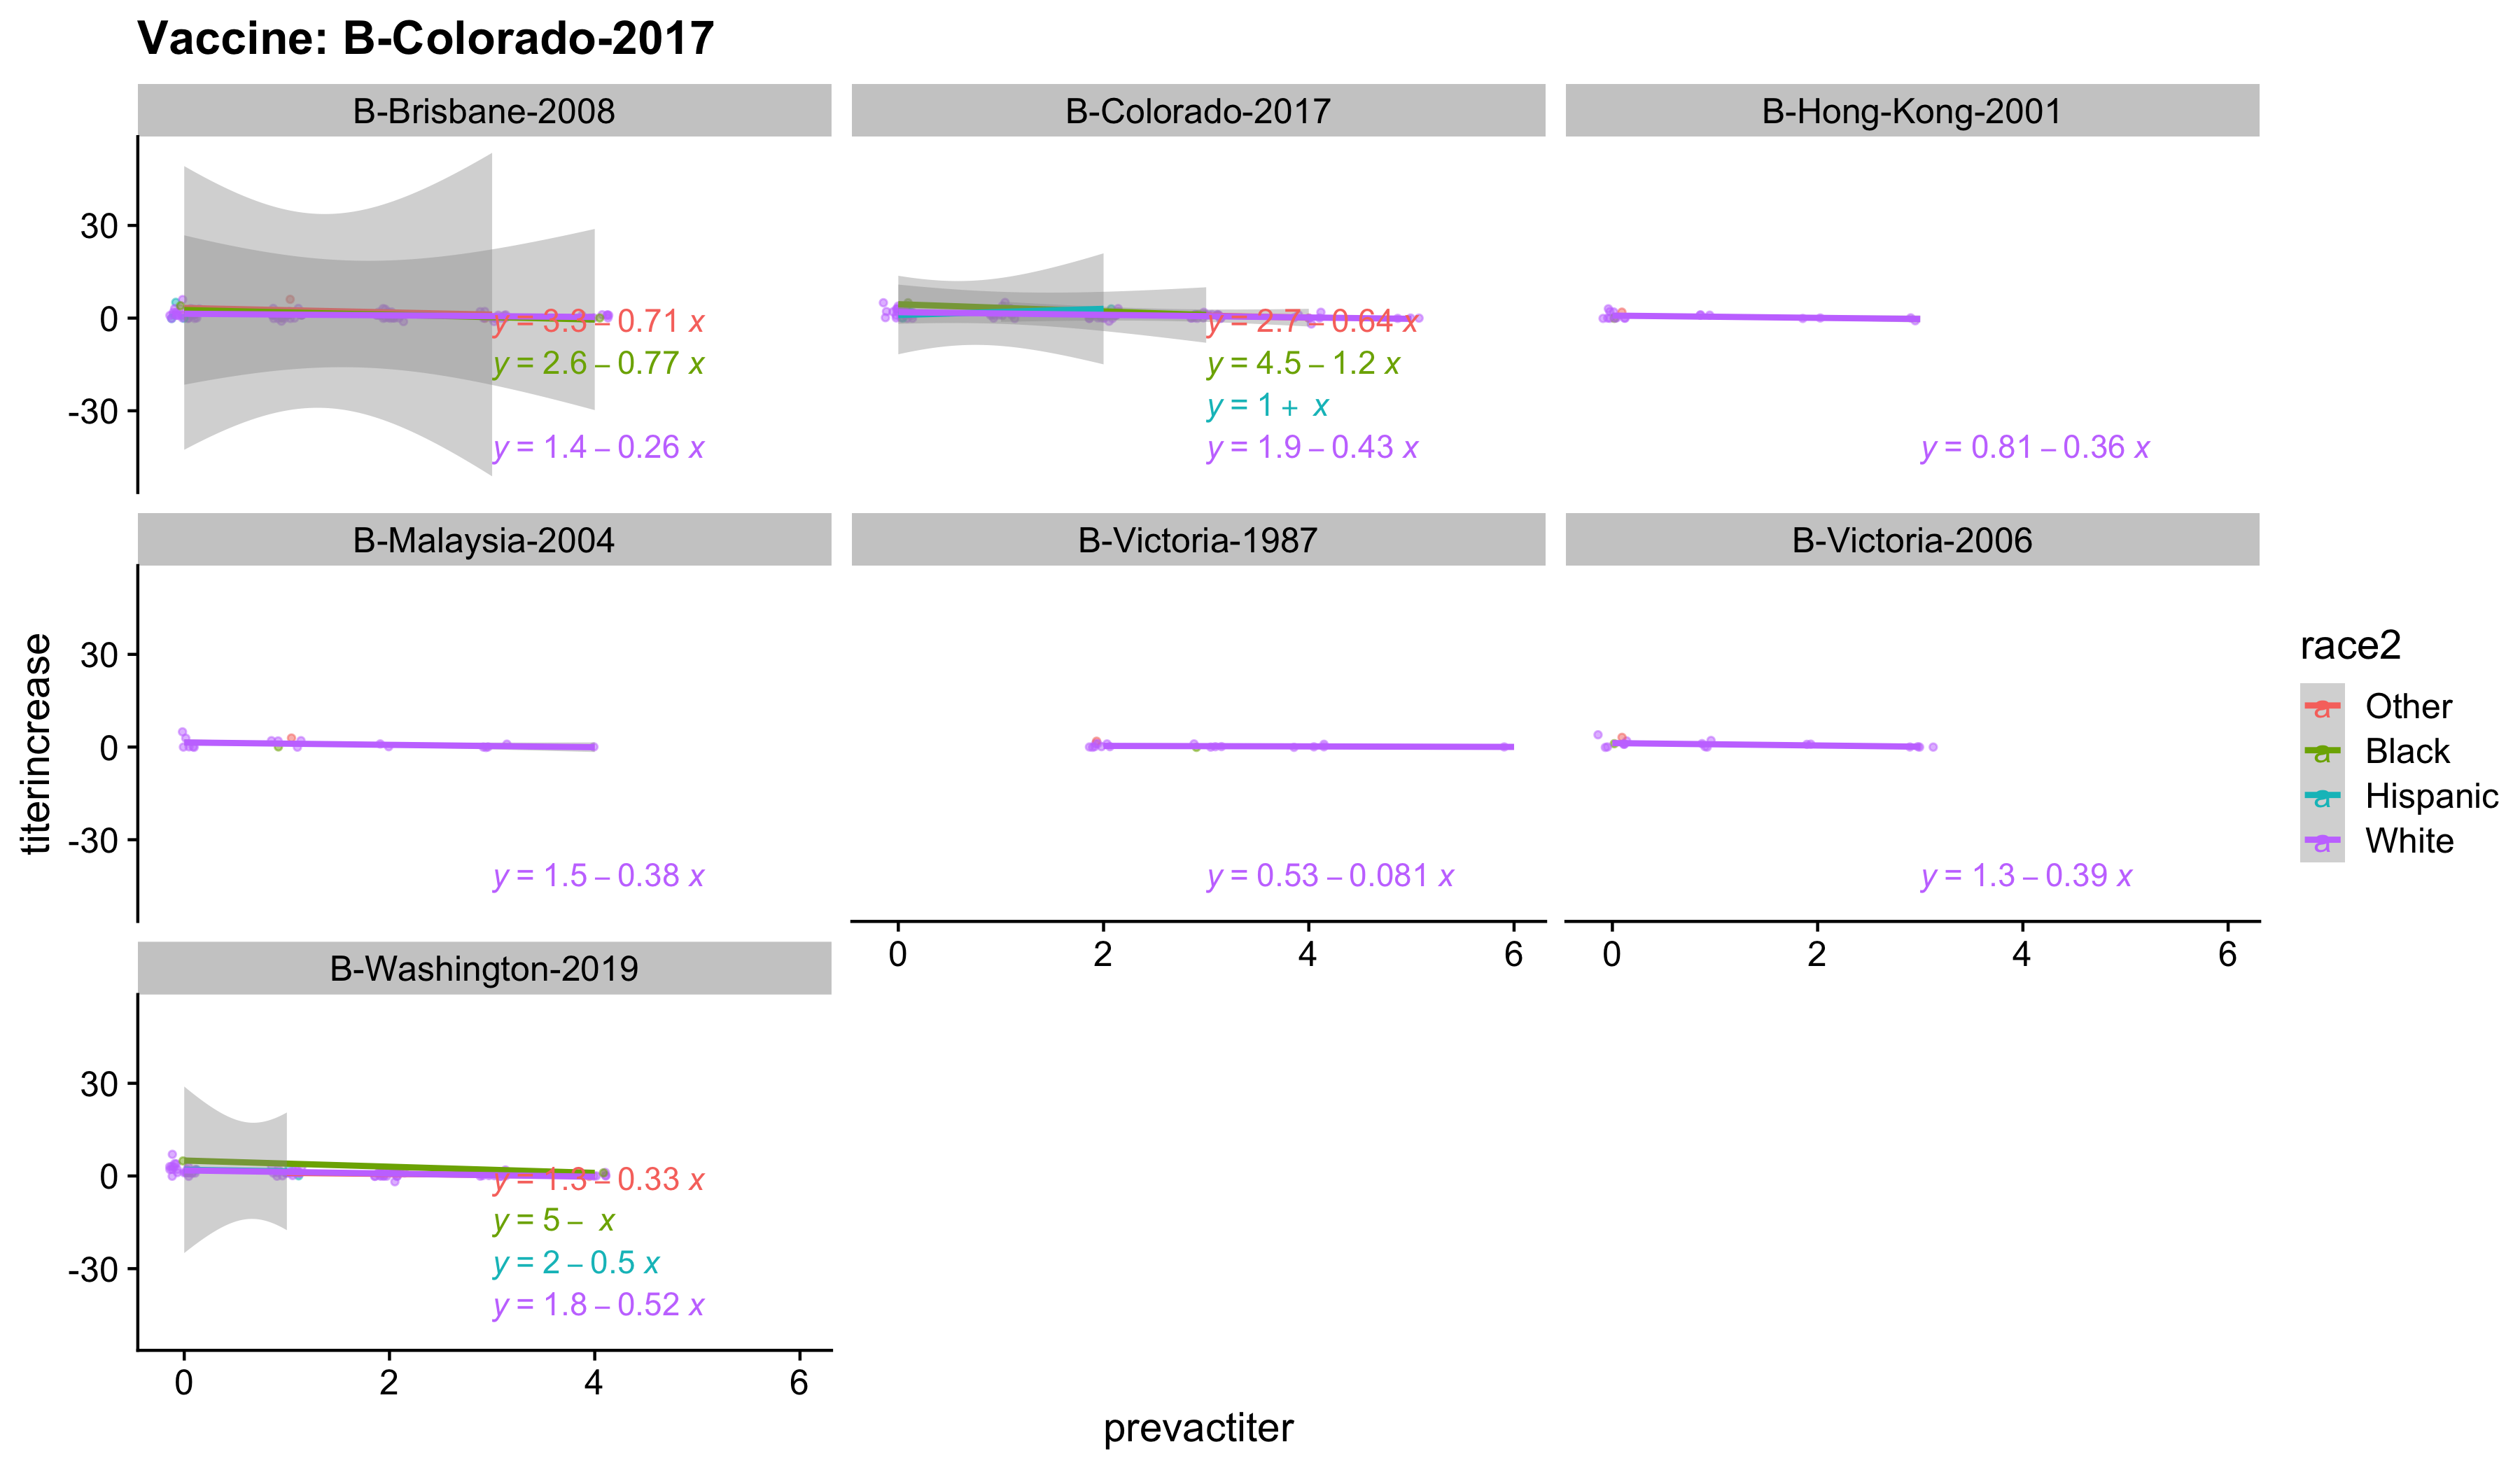 Vaccine: B-Colorado-2017
B-Brisbane-2008
B-Colorado-2017
B-Hong-Kong-2001
30
0
-30
y = 3.3 – 0.71 x
y = 2.6 – 0.77 x
y = 1.4 – 0.26 x
y = 2.7 – 0.64 x
y = 4.5 – 1.2 x
y = 1 + x
y = 1.9 – 0.43 x
y = 0.81 – 0.36 x
B-Malaysia-2004
B-Victoria-1987
B-Victoria-2006
30
0
-30
y = 1.5 – 0.38 x
y = 0.53 – 0.081 x
y = 1.3 – 0.39 x
0 2 4 6
0 2 4 6
B-Washington-2019
30
0
-30
y = 1.3 – 0.33 x
y = 5 – x
y = 2 – 0.5 x
y = 1.8 – 0.52 x
0 2 4 6
prevactiter
titerincrease
race2
a Other
a Black
a Hispanic
a White